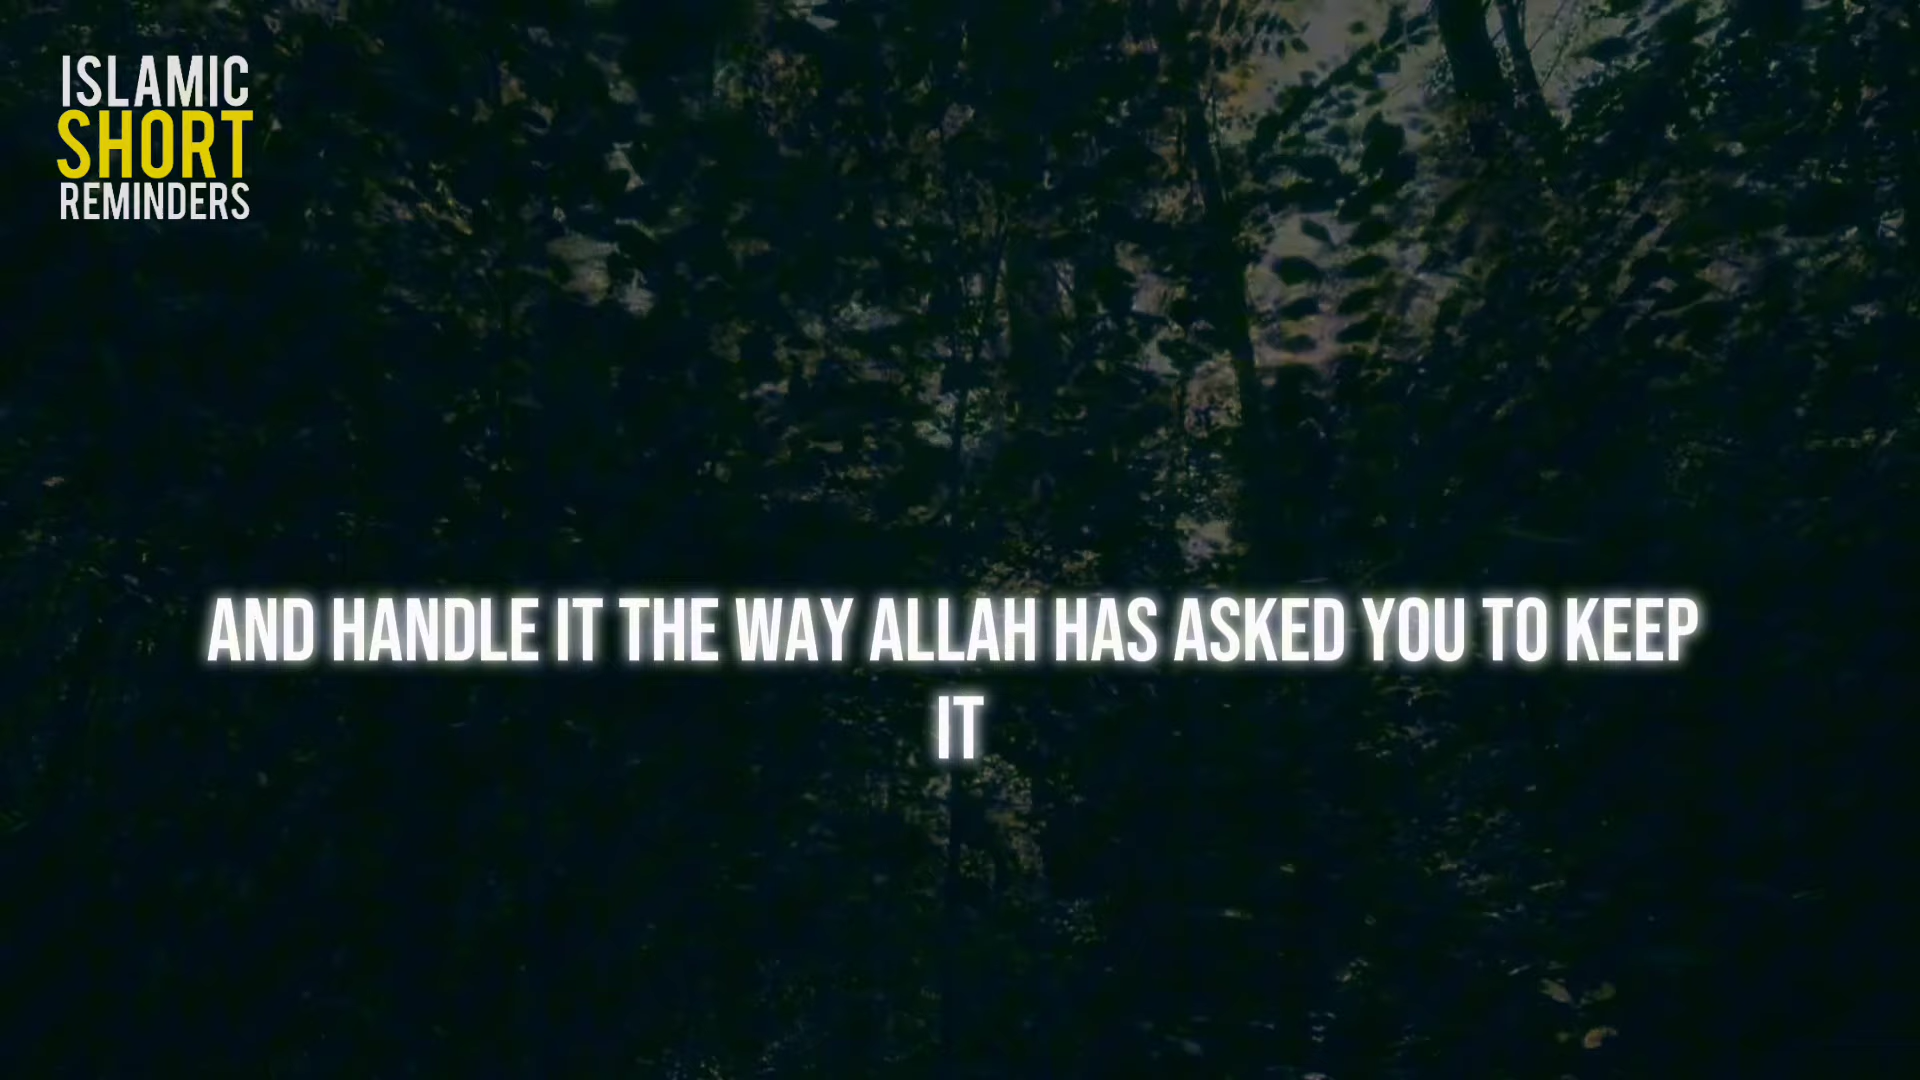 ISLAMIC
SHORT
REMINDERS
AND HANDLE IT THE WAY ALLAH HAS ASKED YOU TO KEEP
IT